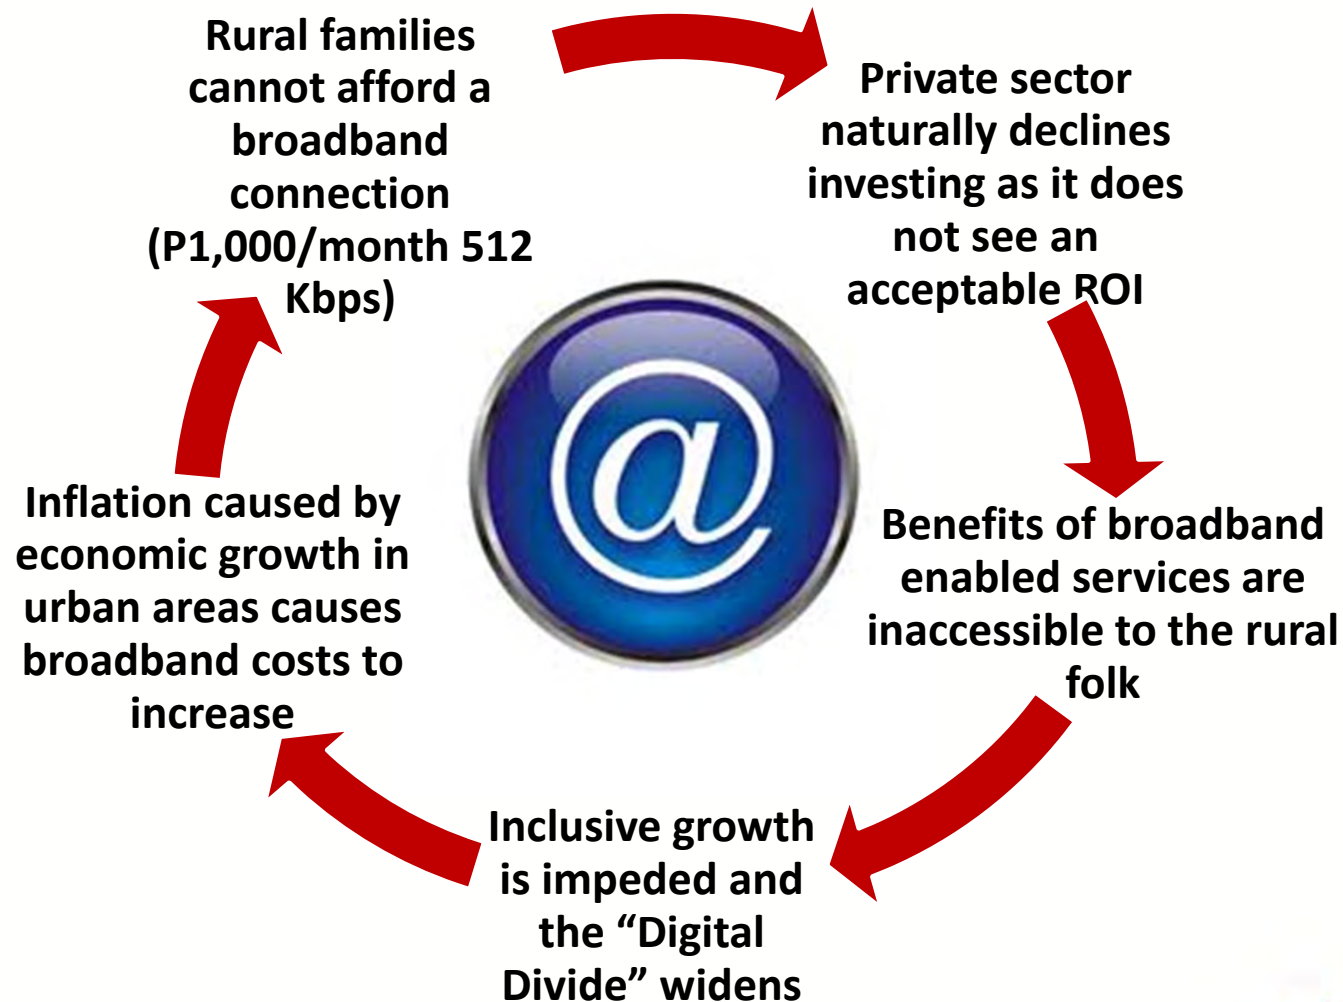 Rural families
cannot afford a
broadband
connection
(P1,000/month 512
Kbps)
Private sector
naturally declines
investing as it does
not see an
acceptable ROI
Benefits of broadband
enabled services are
inaccessible to the rural
folk
Inclusive growth
is impeded and
the “Digital
Divide” widens
Inflation caused by
economic growth in
urban areas causes
broadband costs to
increase
@